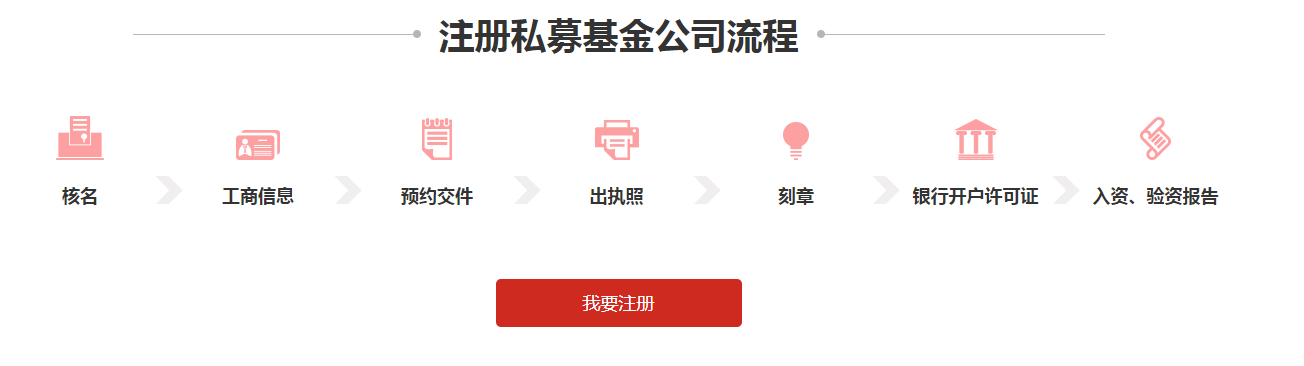 注册私募基金公司流程
核名
工商信息
预约交件
出执照
刻章
银行开户许可证
入资、验资报告
我要注册